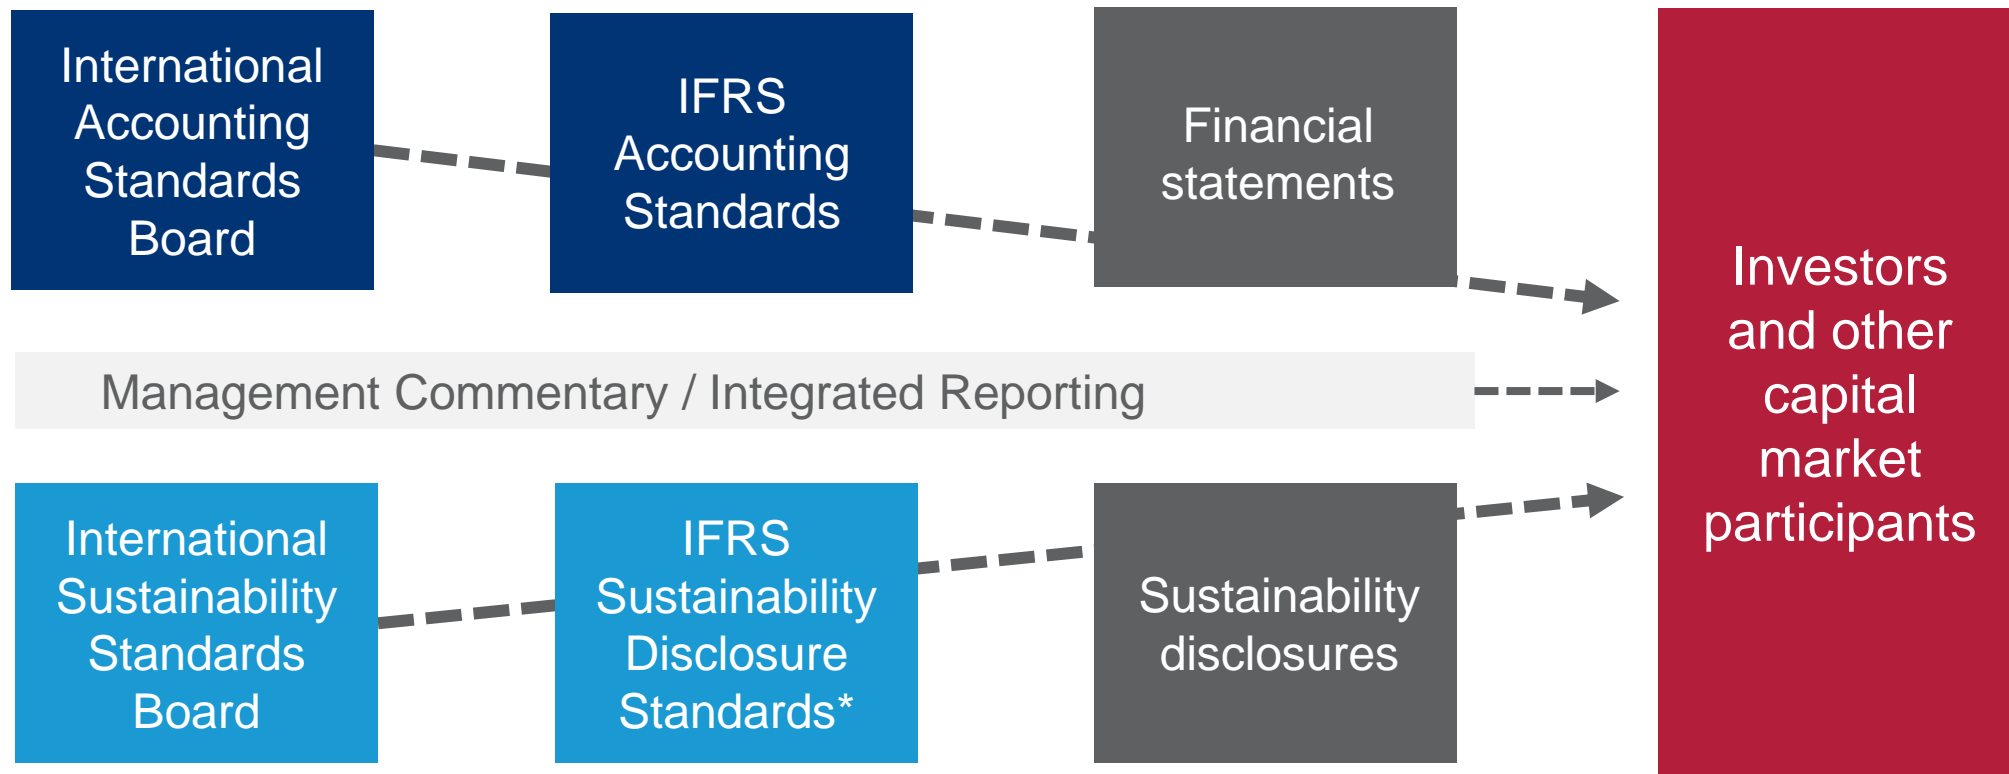 International
Accounting
Standards
Board
IFRS
Accounting
Standards
Financial
statements
Management Commentary / Integrated Reporting
International
Sustainability
Standards
Board
IFRS
Sustainability
Disclosure
Standards*
Sustainability
disclosures
Investors
and other
capital
market
participants